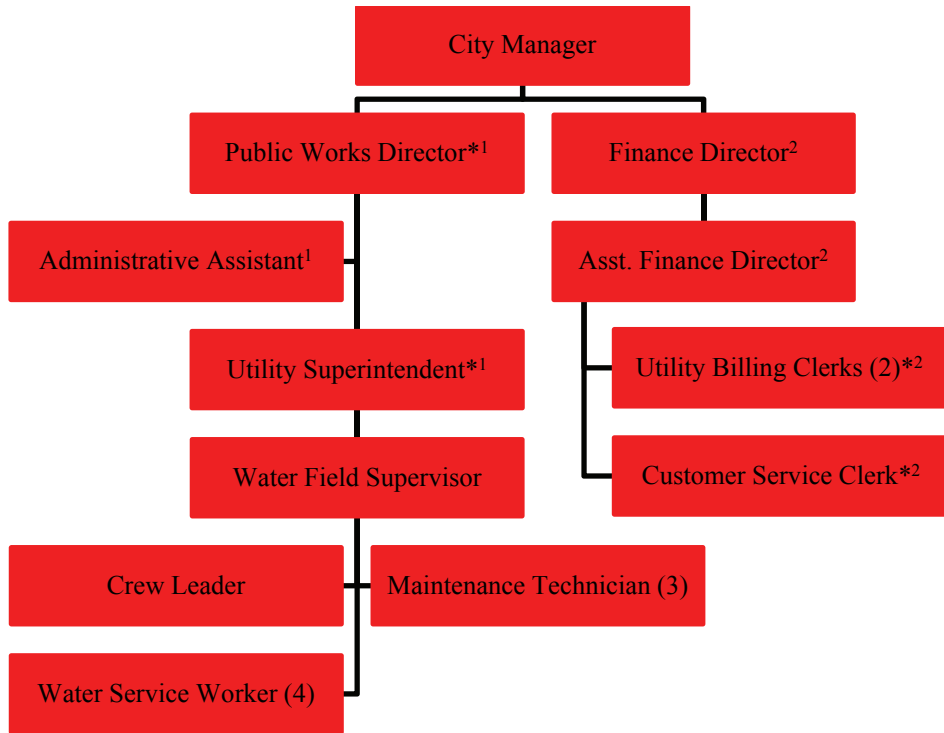 City Manager
Public Works Director*¹
Finance Director²
Administrative Assistant¹
Asst. Finance Director²
Utility Superintendent*¹
Utility Billing Clerks (2)*²
Water Field Supervisor
Customer Service Clerk*²
Crew Leader
Maintenance Technician (3)
Water Service Worker (4)